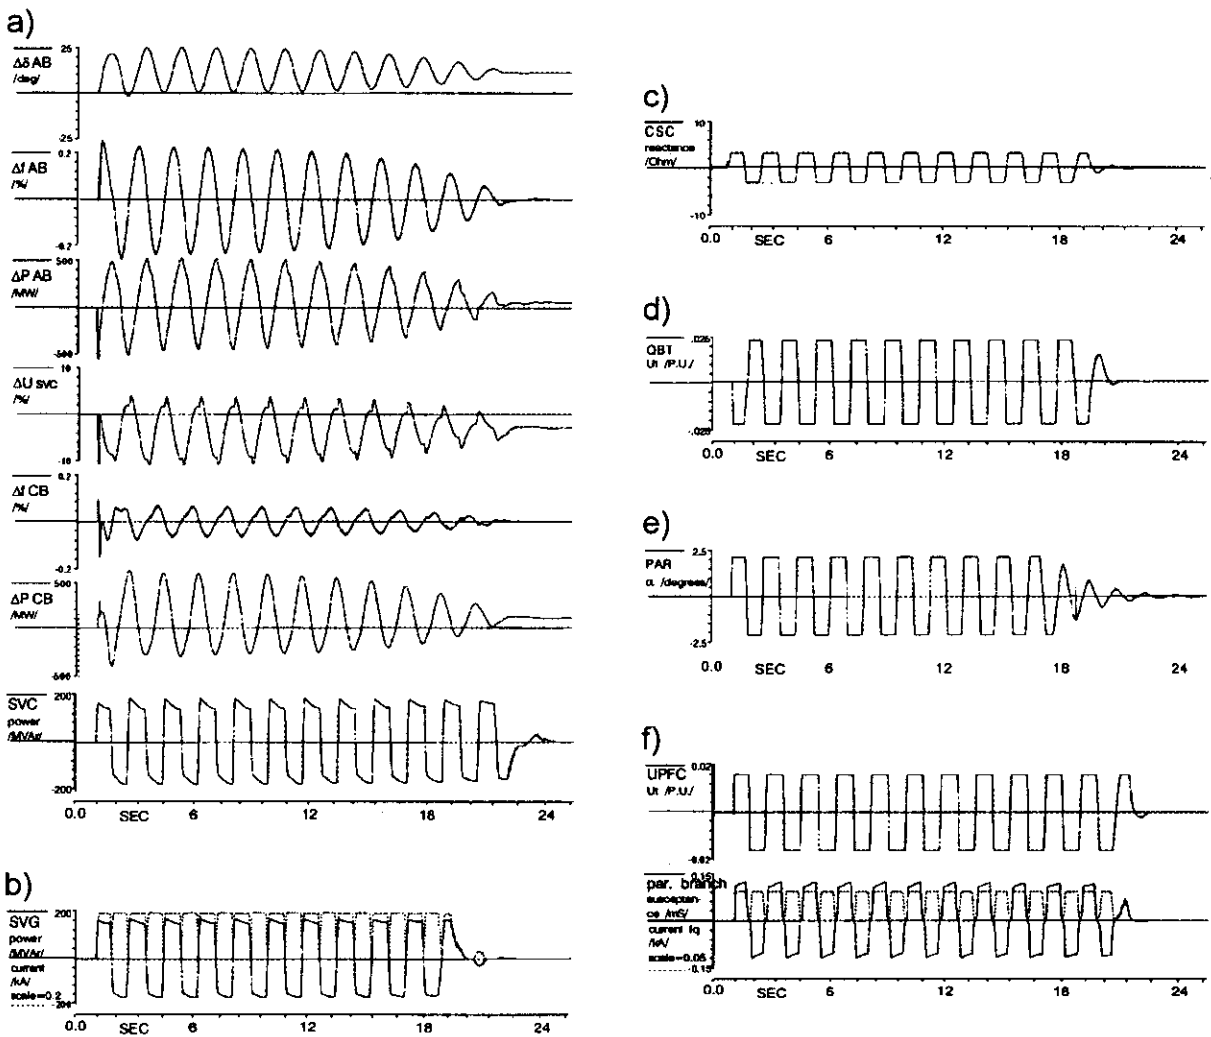 a)
25
Δδ AB
/deg/
-25
0.2
Δf AB
/%/
-0.2
500
ΔP AB
/MW/
-500
10
ΔU svc
/%/
-10
0.2
Δf CB
/%/
-0.2
500
ΔP CB
/MW/
-500
200
SVC
power
/MVAr/
-200
0.0 SEC 6 12 18 24
b)
200
SVG
power
/MVAr/
current
/kA/
scale=0.2
-200
0.0 SEC 6 12 18 24
c)
10
CSC
reactance
/Ohm/
-10
0.0 SEC 6 12 18 24
d)
.025
QBT
Ut /P.U./
0.0 SEC 6 12 18 24
e)
2.5
PAR
α. /degrees/
-2.5
0.0 SEC 6 12 18 24
f)
0.02
UPFC
Ut /P.U./
-0.02
0.15
par. branch
susceptan-
ce /mS/
current Iq
/kA/
scale=0.05
-0.15
0.0 SEC 6 12 18 24